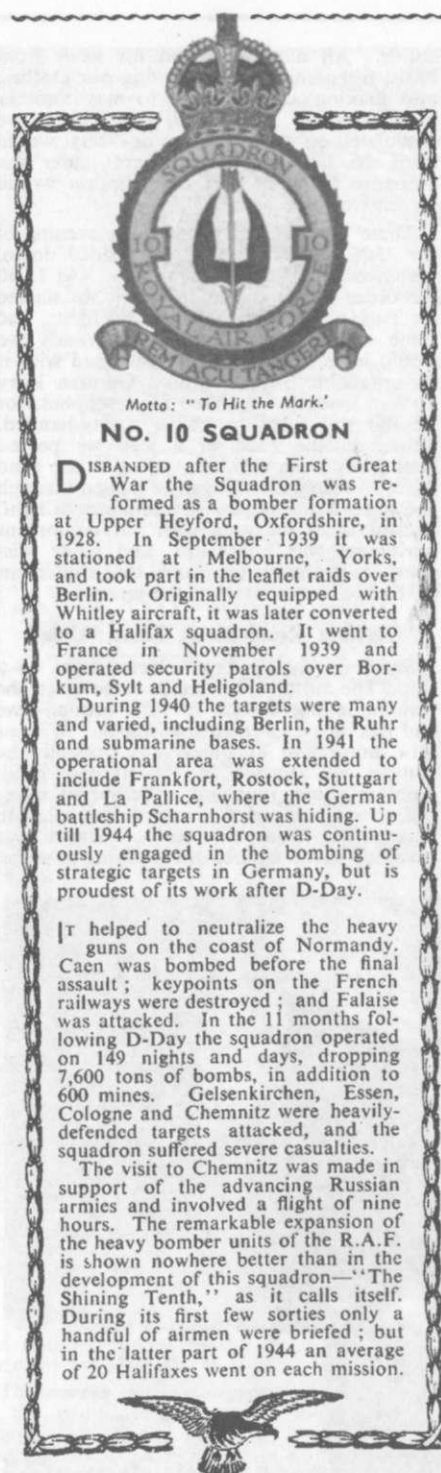 SQUADRON
10 10
ROYAL AIR FORCE
REM ACU TANGERE
Motto: "To Hit the Mark.'
No. 10 SQUADRON
DISBANDED after the First Great
War the Squadron was re-
formed as a bomber formation
at Upper Heyford, Oxfordshire, in
1928. In September 1939 it was
stationed at Melbourne, Yorks,
and took part in the leaflet raids over
Berlin. Originally equipped with
Whitley aircraft, it was later converted
to a Halifax squadron. It went to
France in November 1939 and
operated security patrols over Bor-
kum, Sylt and Heligoland.
During 1940 the targets were many
and varied, including Berlin, the Ruhr
and submarine bases. In 1941 the
operational area was extended to
include Frankfort, Rostock, Stuttgart
and La Pallice, where the German
battleship Scharnhorst was hiding. Up
till 1944 the squadron was continu-
ously engaged in the bombing of
strategic targets in Germany, but is
proudest of its work after D-Day.
IT helped to neutralize the heavy
guns on the coast of Normandy.
Caen was bombed before the final
assault; keypoints on the French
railways were destroyed; and Falaise
was attacked. In the 11 months fol-
lowing D-Day the squadron operated
on 149 nights and days, dropping
7,600 tons of bombs, in addition to
600 mines. Gelsenkirchen, Essen,
Cologne and Chemnitz were heavily-
defended targets attacked, and the
squadron suffered severe casualties.
The visit to Chemnitz was made in
support of the advancing Russian
armies and involved a flight of nine
hours. The remarkable expansion of
the heavy bomber units of the R.A.F.
is shown nowhere better than in the
development of this squadron—"The
Shining Tenth," as it calls itself.
During its first few sorties only a
handful of airmen were briefed; but
in the latter part of 1944 an average
of 20 Halifaxes went on each mission.